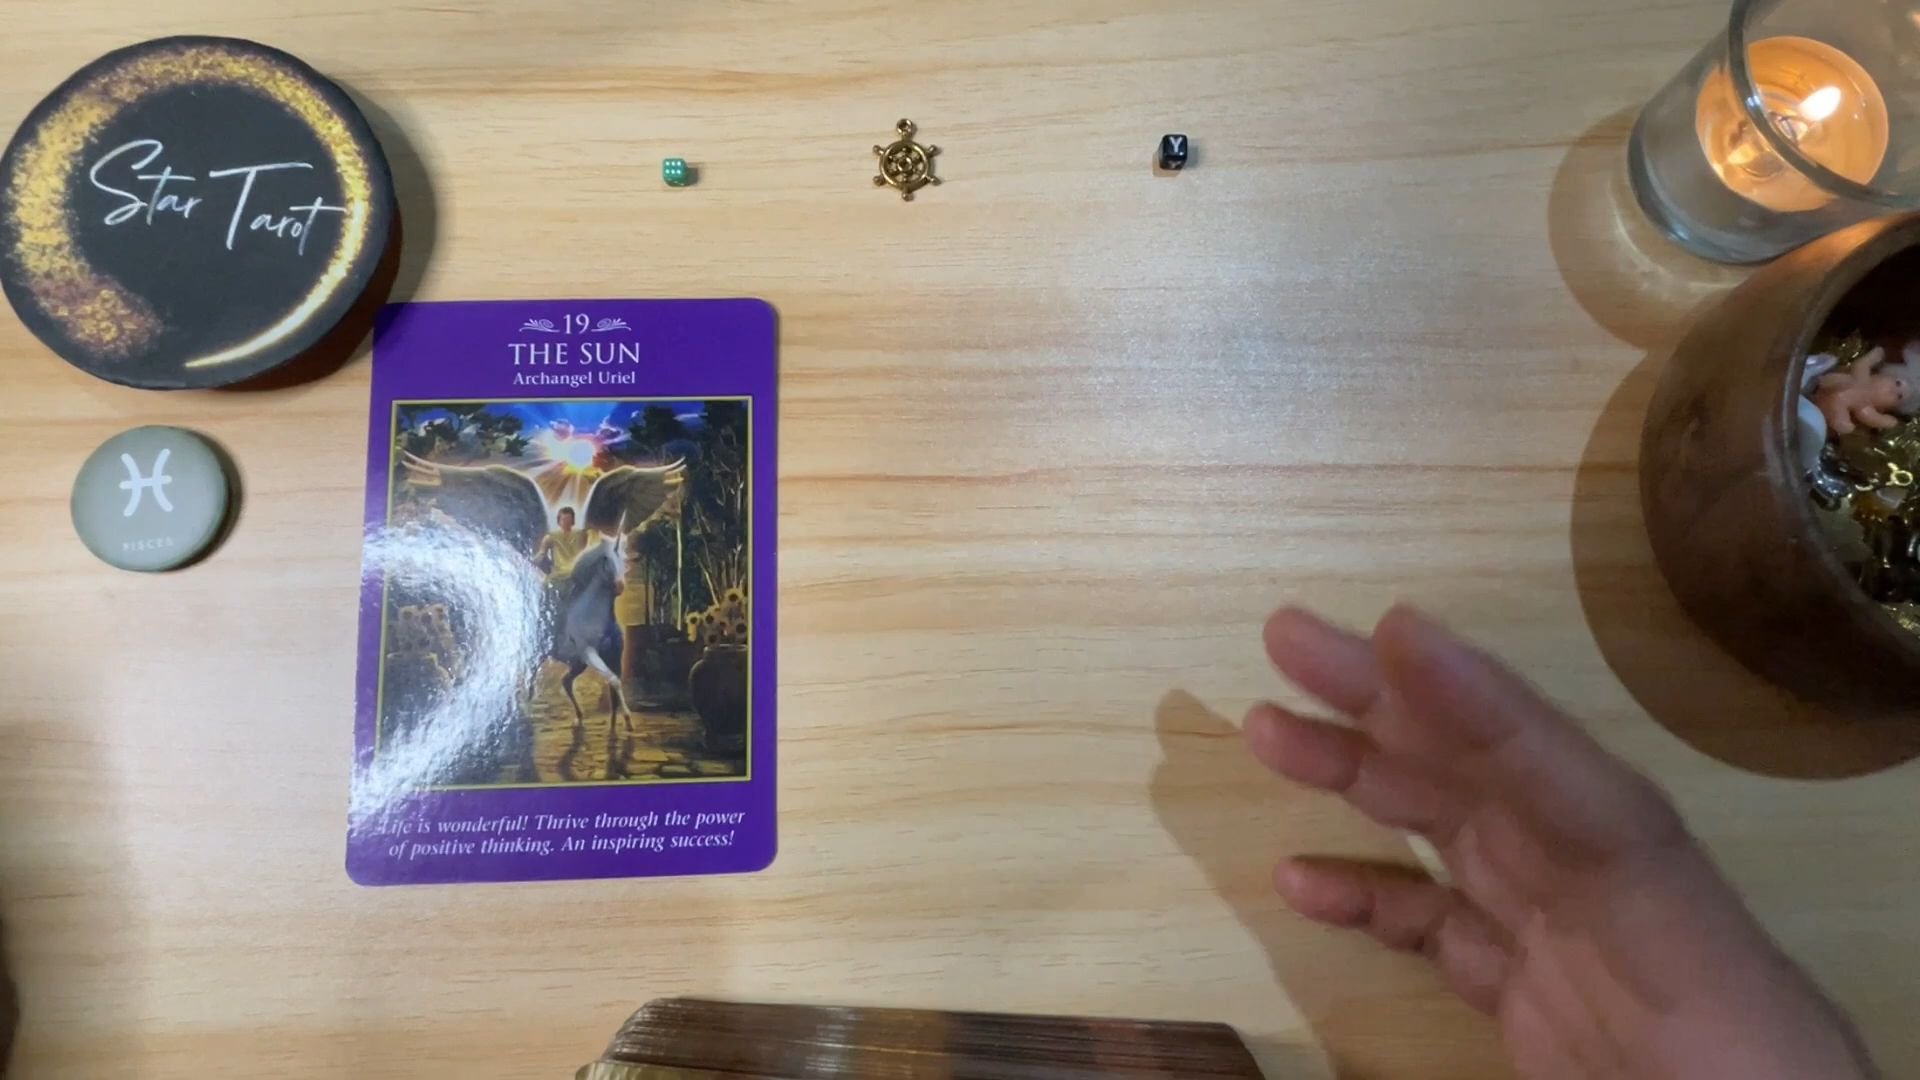 Star Tarot
19
THE SUN
Archangel Uriel
Life is wonderful! Thrive through the power
of positive thinking. An inspiring success!
Y
PISCES